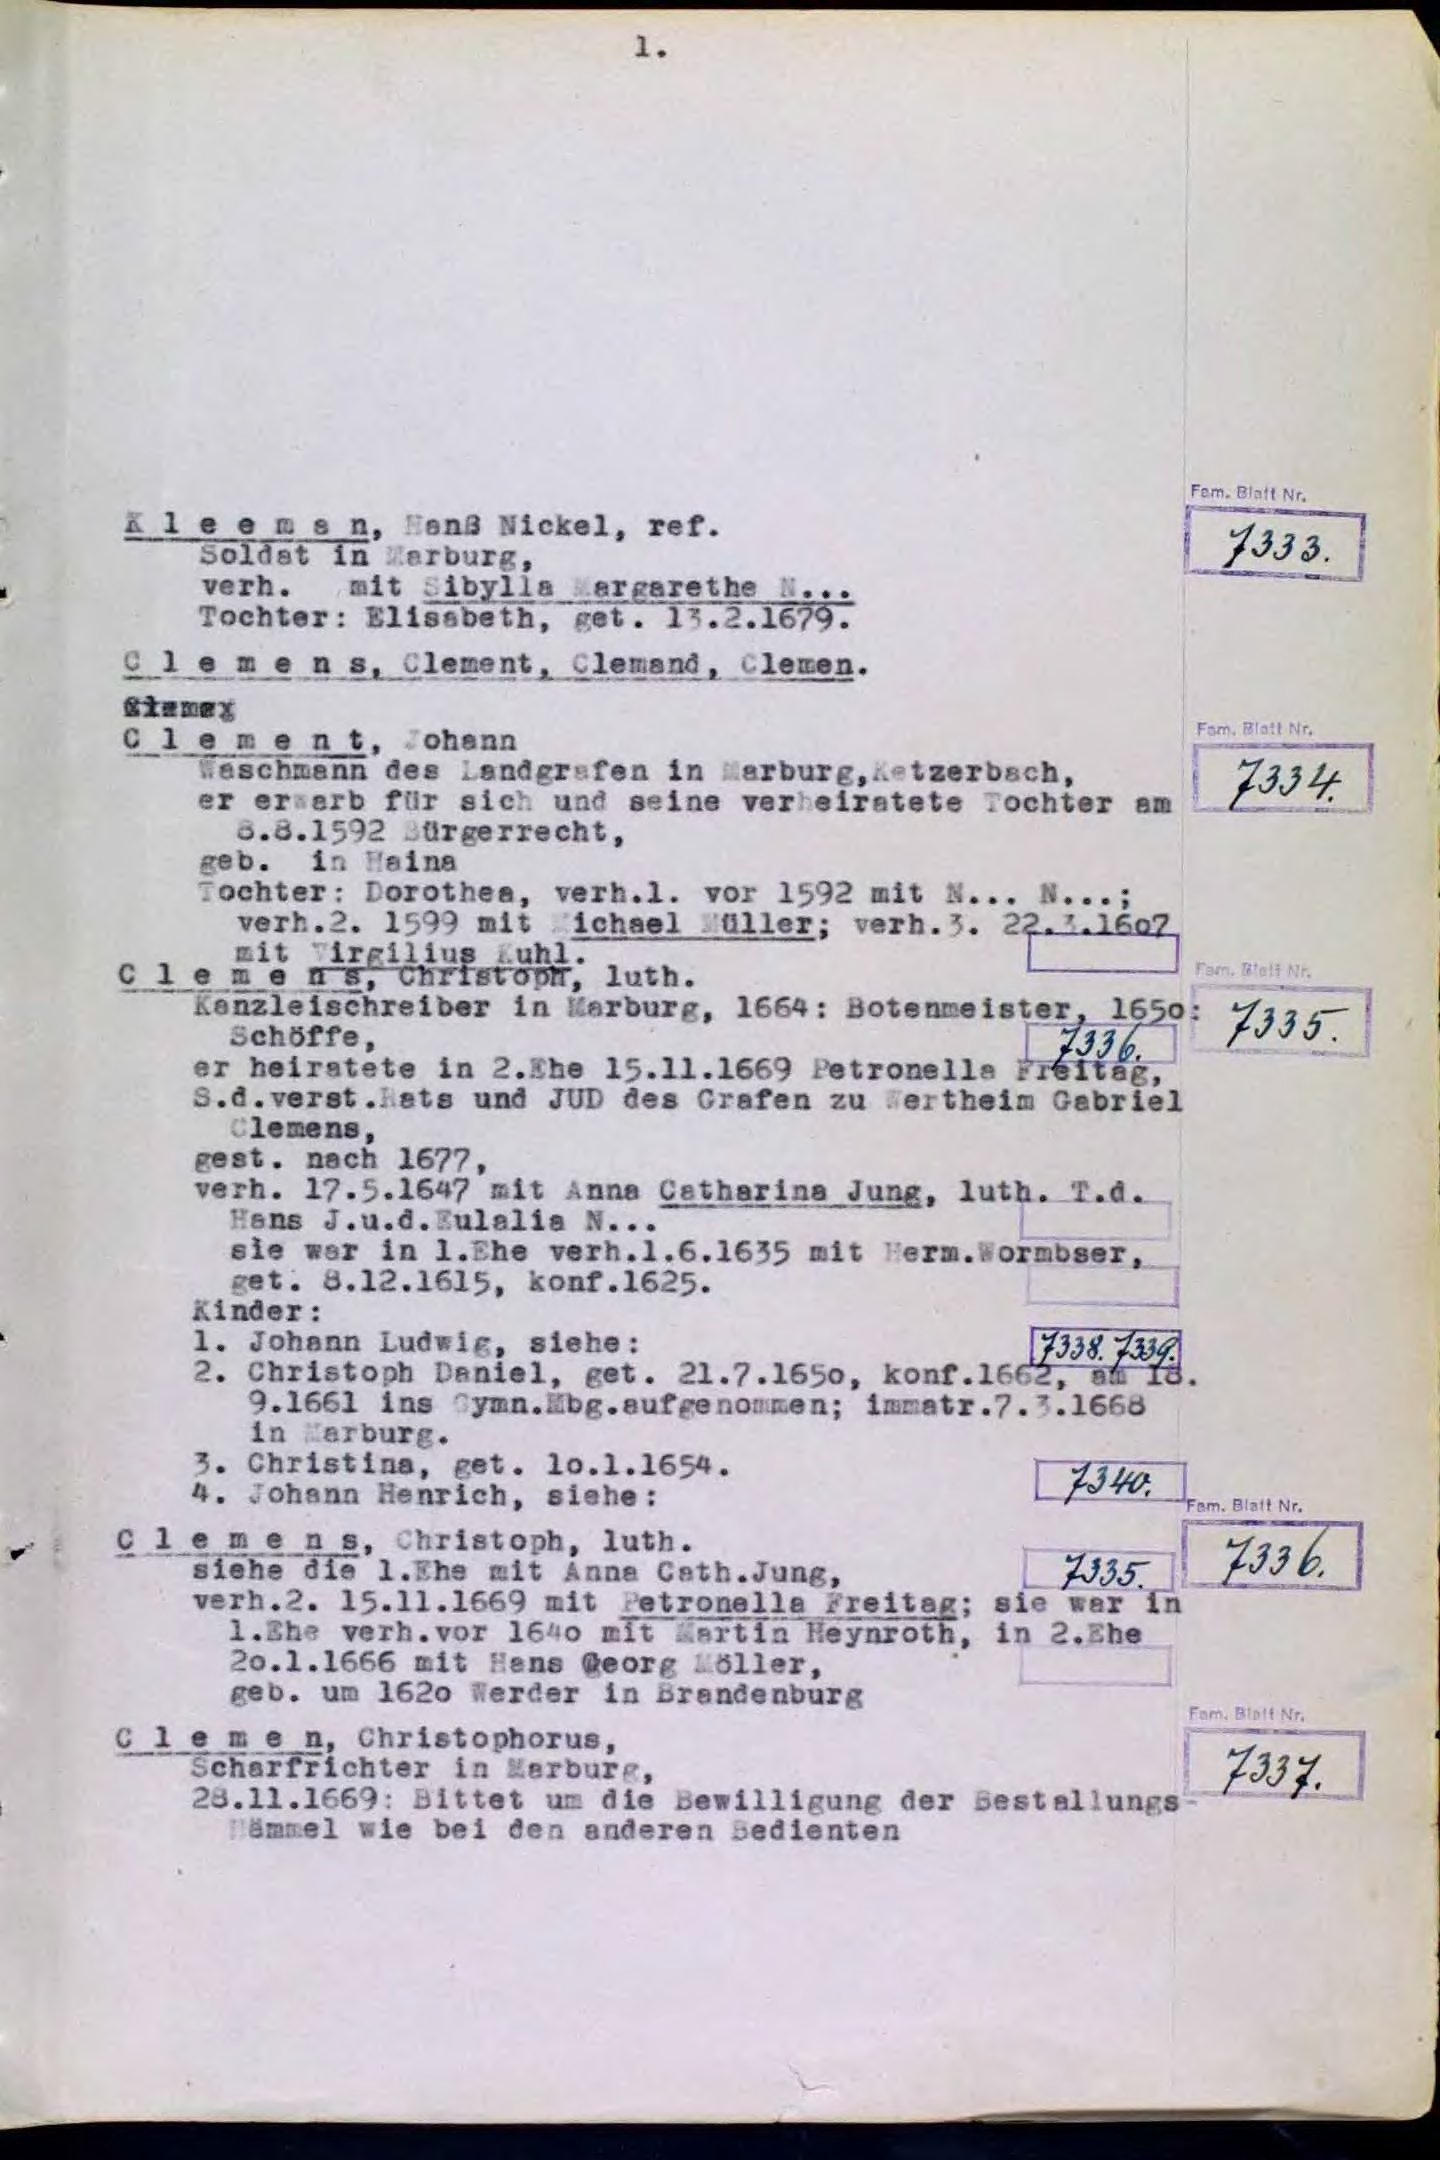 1.
Fam. Blatt Nr.
K l e e m a n, Hanß Nickel, ref.
7333.
Soldat in Marburg,
verh. mit Sibylla Margarethe N...
Tochter: Elisabeth, get. 13.2.1679.
C l e m e n s, Clement, Clemand, Clemen.
Fam. Blatt Nr.
C l e m e n t, Johann
7334.
Waschmann des Landgrafen in Marburg,Ketzerbach,
er erwarb für sich und seine verheiratete Tochter am
8.8.1592 Bürgerrecht,
geb. in Haina
Tochter: Dorothea, verh.1. vor 1592 mit N... N...;
verh.2. 1599 mit Michael Müller; verh.3. 22.3.1607
mit Virgilius Kuhl.
Fam. Blatt Nr.
C l e m e n s, Christoph, luth.
7335.
Kanzleischreiber in Marburg, 1664: Botenmeister, 1650:
Schöffe,
7336.
er heiratete in 2.Ehe 15.11.1669 Petronella Freitag,
S.d.verst.Rats und JUD des Grafen zu Wertheim Gabriel
Clemens,
gest. nach 1677,
verh. 17.5.1647 mit Anna Catharina Jung, luth. T.d.
Hans J.u.d.Eulalia N...
sie war in 1.Ehe verh.1.6.1635 mit Herm.Wormbser,
get. 8.12.1615, konf.1625.
Kinder:
1. Johann Ludwig, siehe:
7338. 7339.
2. Christoph Daniel, get. 21.7.1650, konf.1662, am 18.
9.1661 ins Gymn.Mbg.aufgenommen; immatr.7.3.1668
in Marburg.
3. Christina, get. 10.1.1654.
4. Johann Henrich, siehe:
7340.
Fam. Blatt Nr.
C l e m e n s, Christoph, luth.
7336.
siehe die 1.Ehe mit Anna Cath.Jung,
7335.
verh.2. 15.11.1669 mit Petronella Freitag; sie war in
1.Ehe verh.vor 1640 mit Martin Heynroth, in 2.Ehe
20.1.1666 mit Hans Georg Möller,
geb. um 1620 Werder in Brandenburg
Fam. Blatt Nr.
C l e m e n, Christophorus,
7337.
Scharfrichter in Marburg,
28.11.1669: Bittet um die Bewilligung der Bestallungs-
Hämmel wie bei den anderen Bedienten